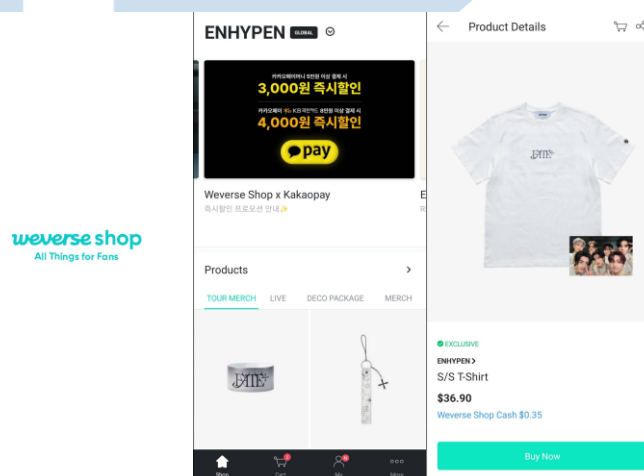 weverse shop
All Things for Fans
ENHYPEN GLOBAL
카카오페이머니 5만원 이상 결제 시
3,000원 즉시할인
카카오페이 KB국민카드 8만원 이상 결제 시
4,000원 즉시할인
pay
Weverse Shop x Kakaopay
즉시할인 프로모션 안내✨
E
R
Products >
TOUR MERCH LIVE DECO PACKAGE MERCH
FATE
Shop Cart My More
Product Details
FATE
EXCLUSIVE
ENHYPEN >
S/S T-Shirt
$36.90
Weverse Shop Cash $0.35
Buy Now